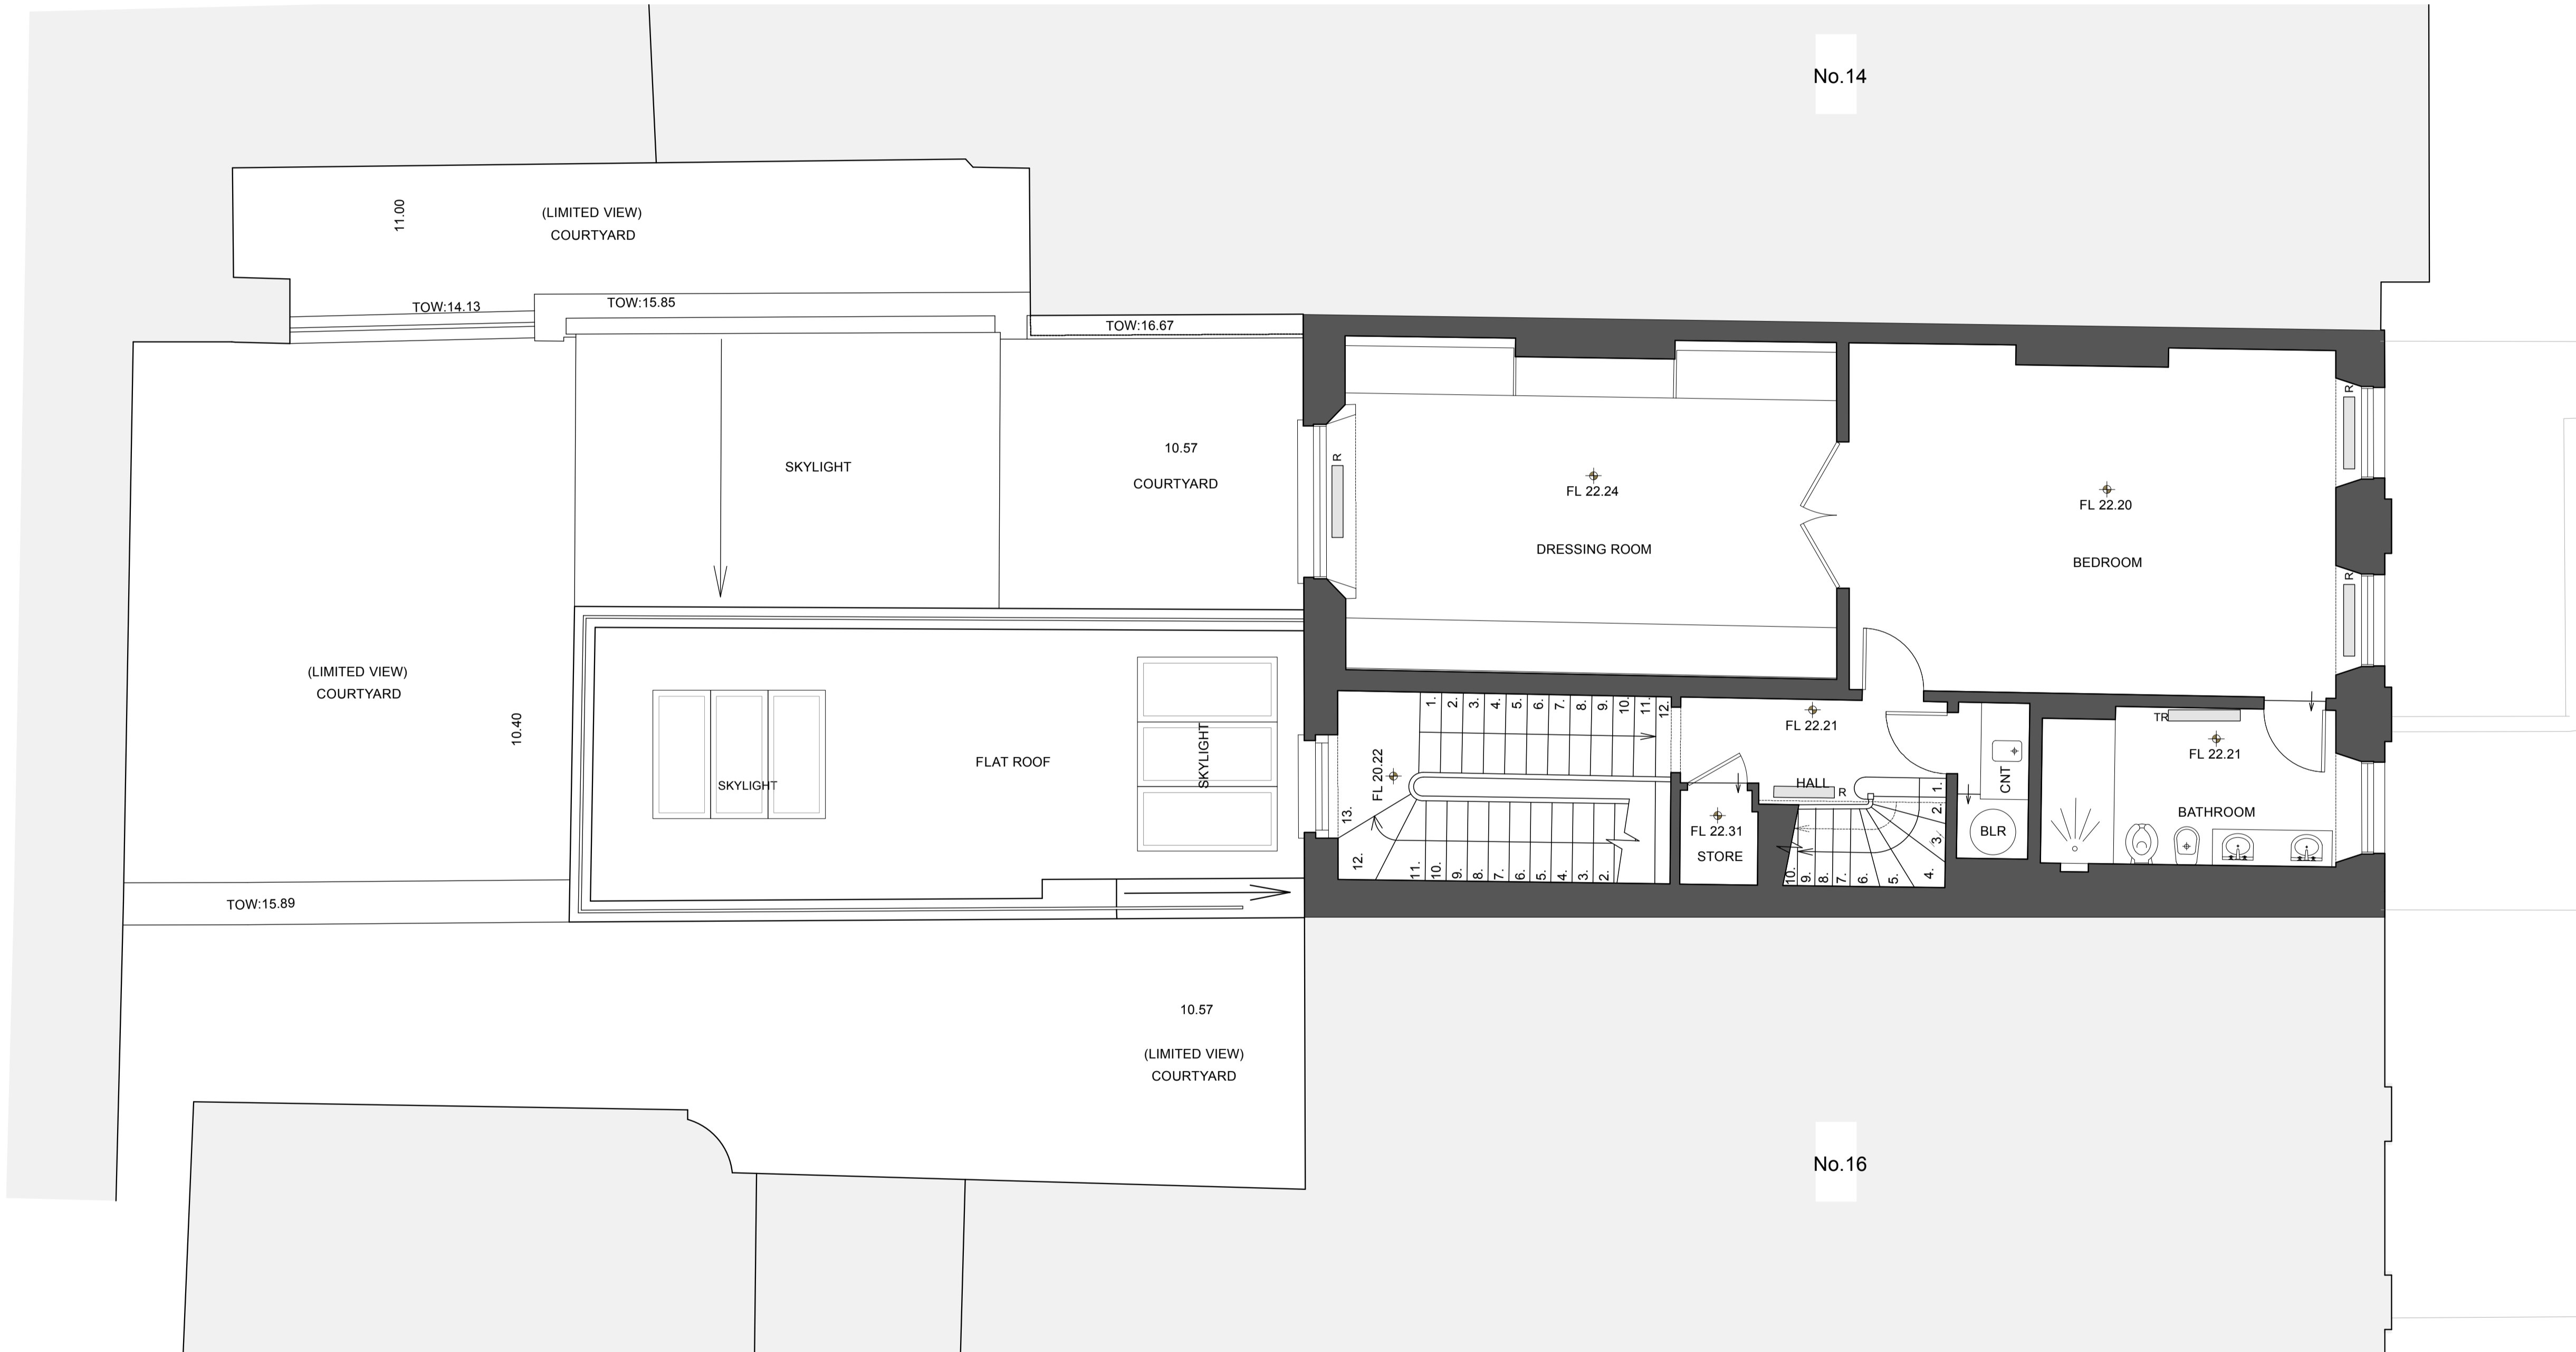 No.14
11.00
(LIMITED VIEW)
COURTYARD
TOW:14.13
TOW:15.85
TOW:16.67
SKYLIGHT
10.57
COURTYARD
R
FL 22.24
DRESSING ROOM
FL 22.20
BEDROOM
R
R
(LIMITED VIEW)
COURTYARD
10.40
SKYLIGHT
FLAT ROOF
SKYLIGHT
TOW:15.89
FL 20.22
1.
2.
3.
4.
5.
6.
7.
8.
9.
10.
11.
12.
13.
12.
11.
10.
9.
8.
7.
6.
5.
4.
3.
2.
FL 22.21
HALL
R
FL 22.31
STORE
1.
2.
3.
4.
5.
6.
7.
8.
9.
10.
CNT
BLR
TR
FL 22.21
BATHROOM
10.57
(LIMITED VIEW)
COURTYARD
No.16